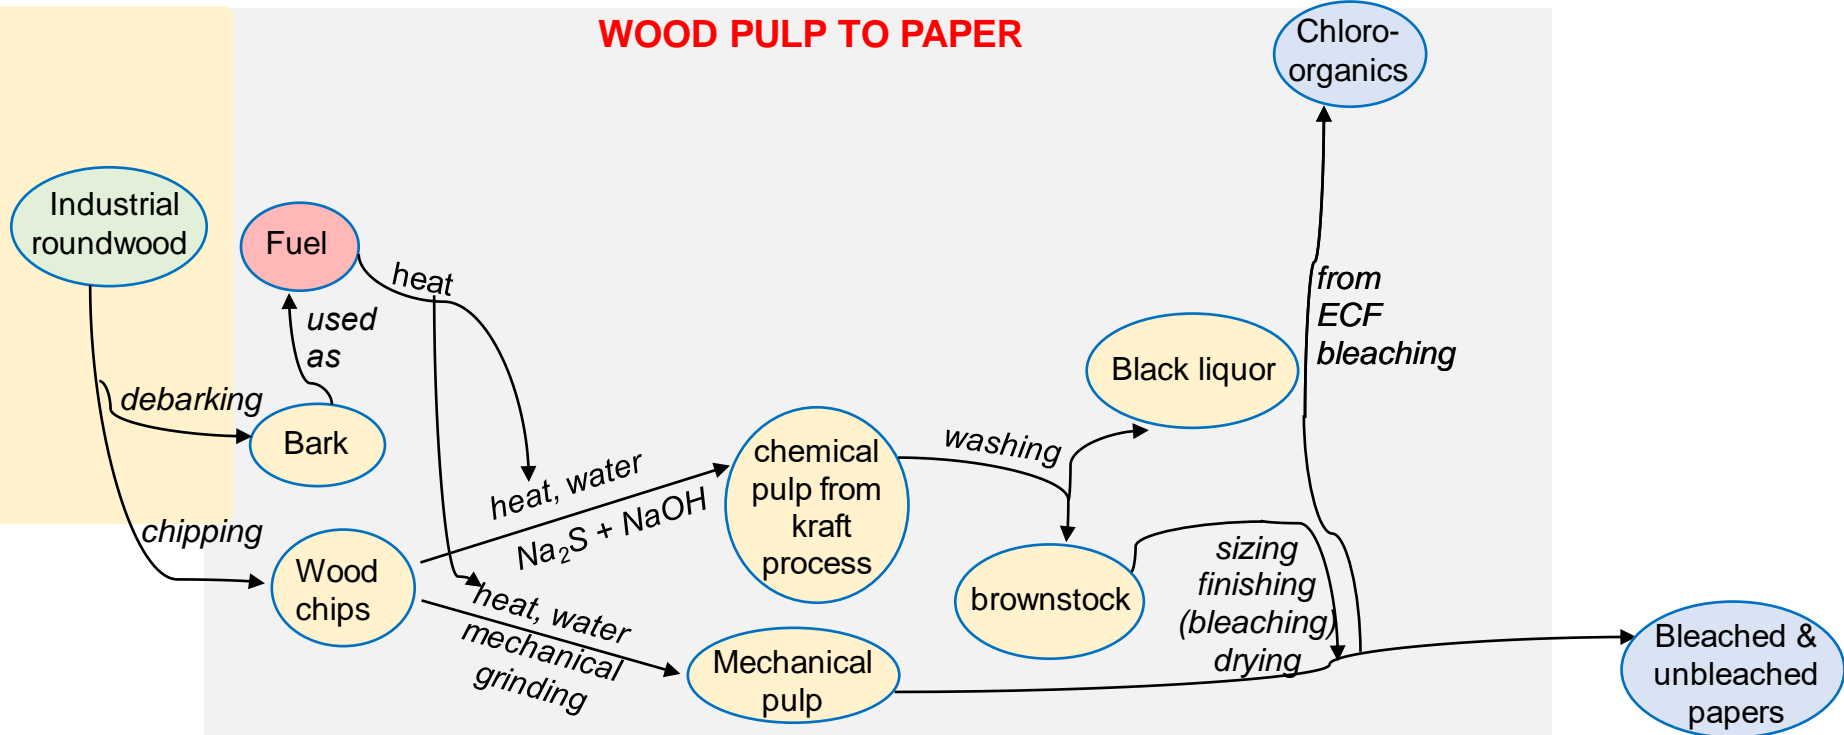 WOOD PULP TO PAPER
Chloro-
organics
Industrial
roundwood
Fuel
heat
used
as
debarking
Bark
chipping
Wood
chips
heat, water
Na₂S + NaOH
heat, water
mechanical
grinding
chemical
pulp from
kraft
process
Mechanical
pulp
washing
Black liquor
brownstock
from
ECF
bleaching
sizing
finishing
(bleaching)
drying
Bleached &
unbleached
papers